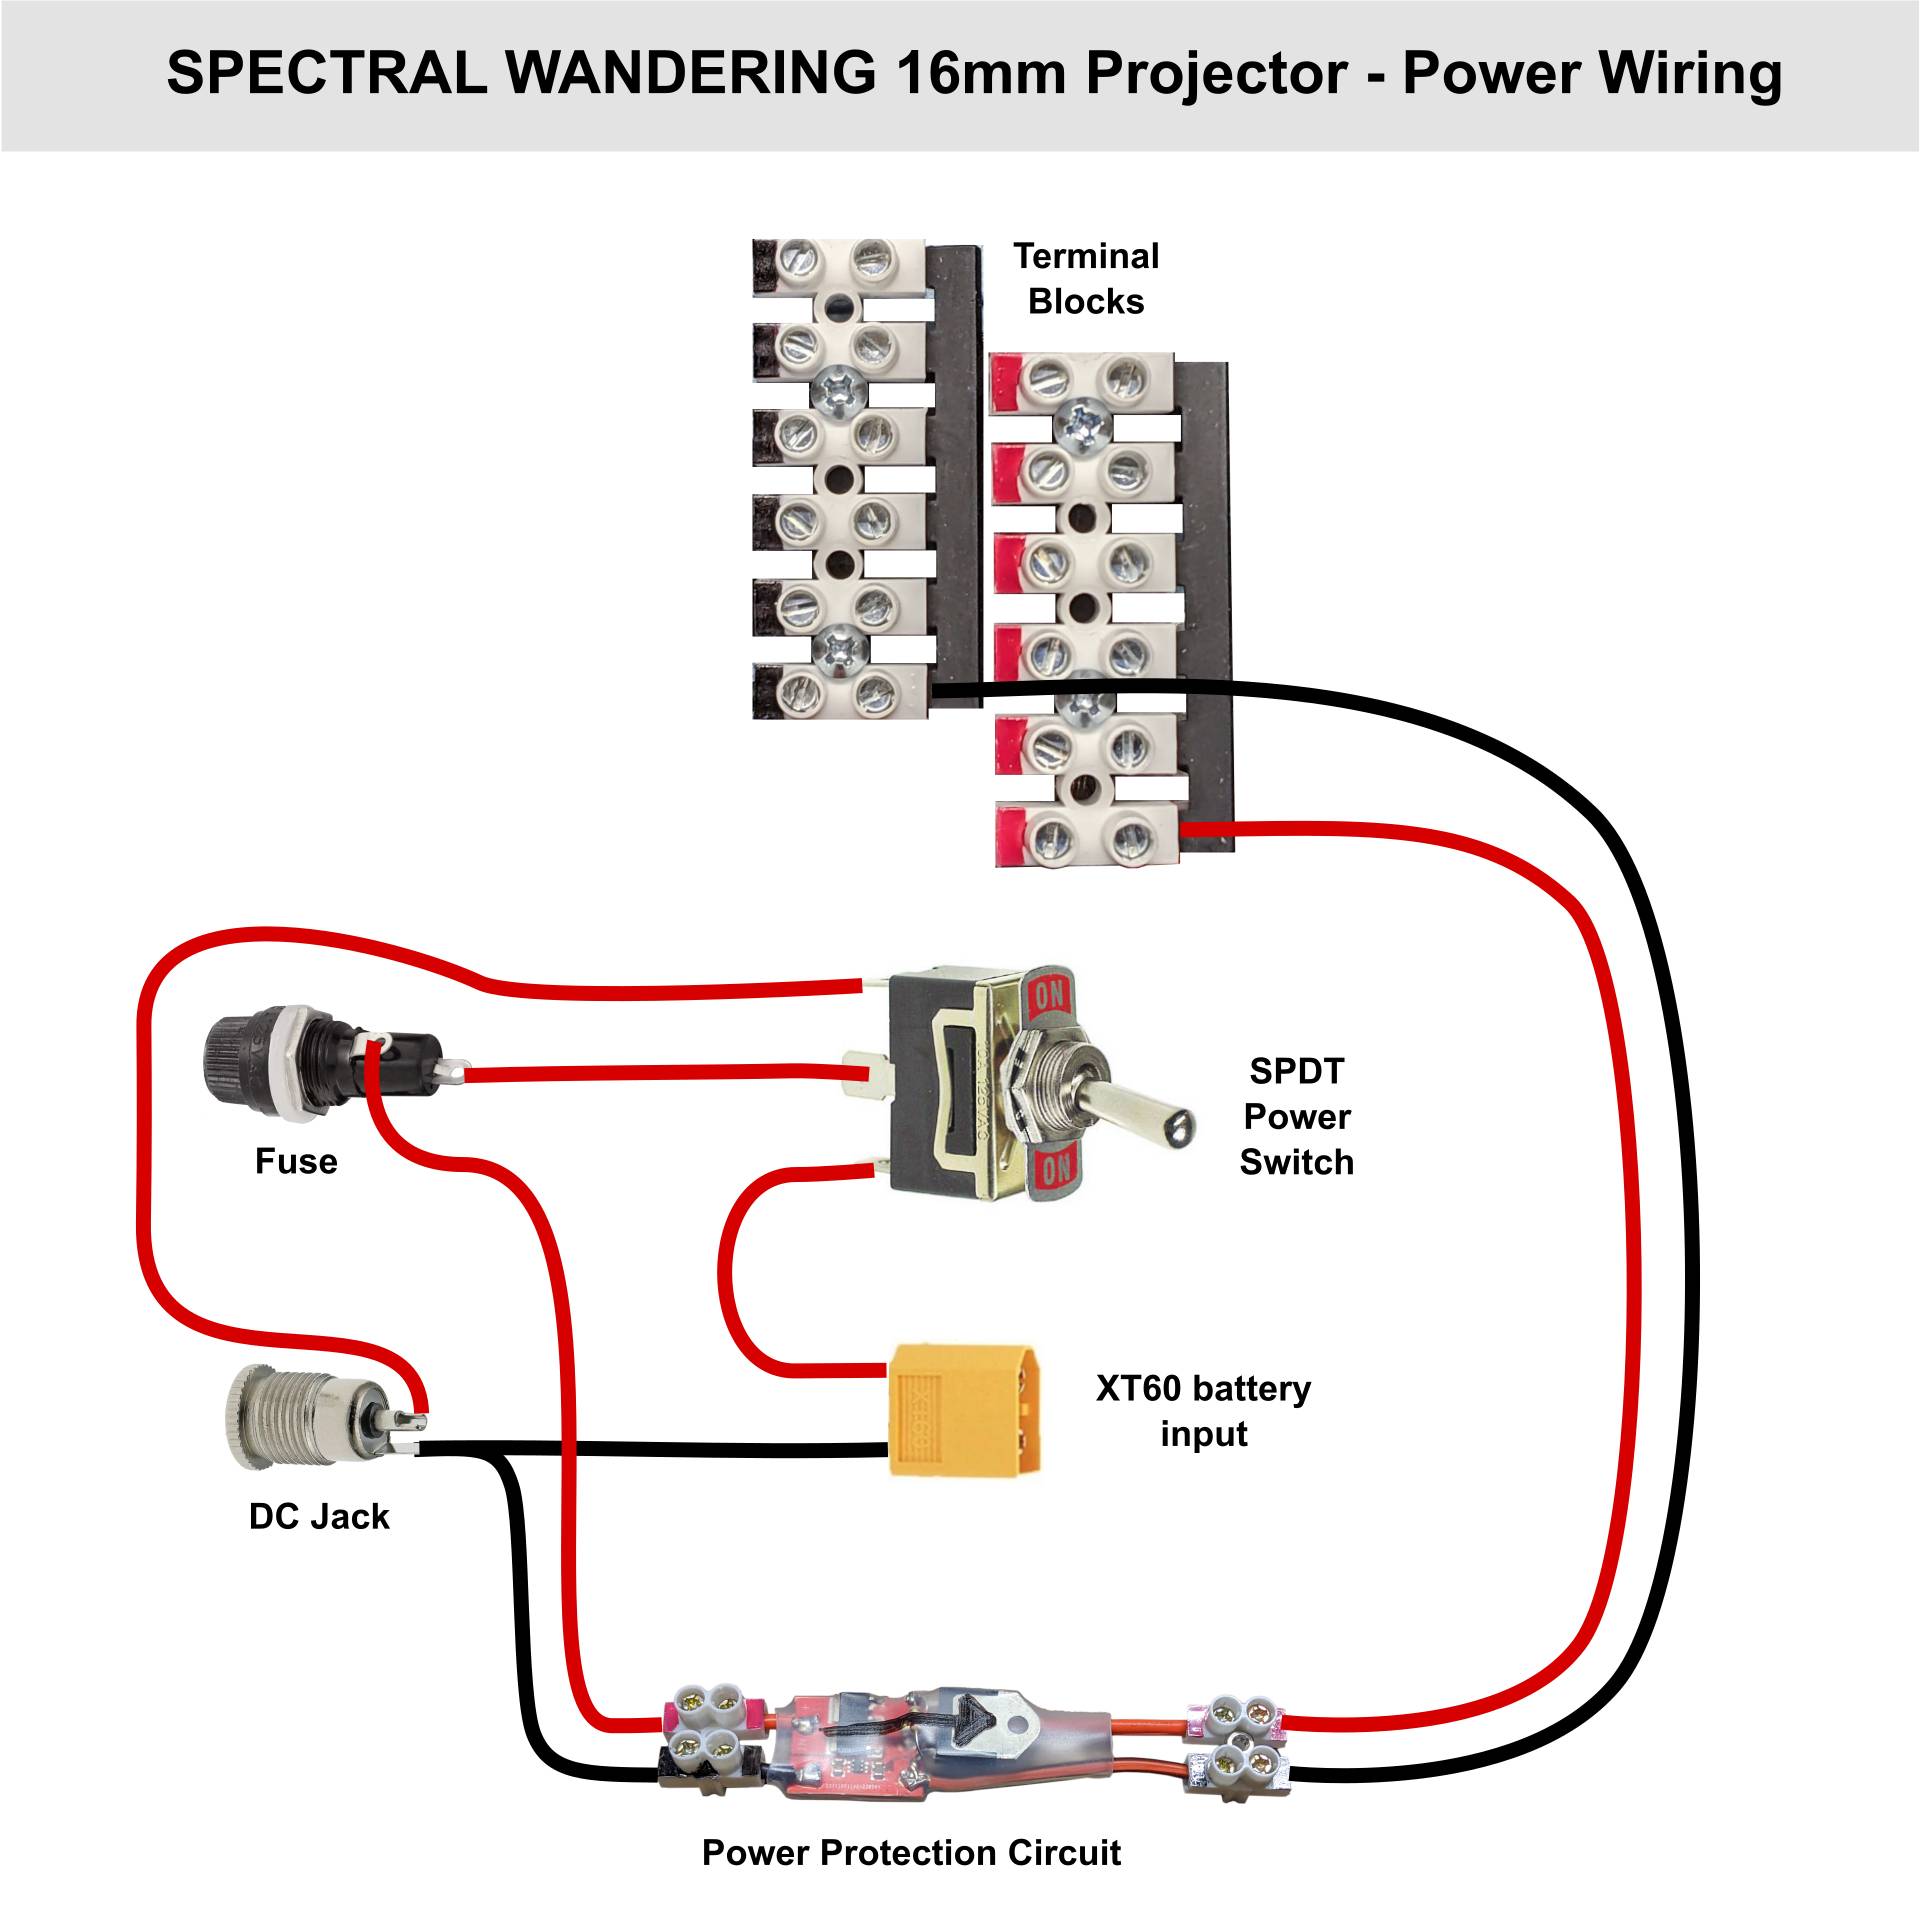 SPECTRAL WANDERING 16mm Projector - Power Wiring
Terminal
Blocks
ON
SPDT
Power
Switch
ON
Fuse
XT60 battery
input
XT60
DC Jack
Power Protection Circuit